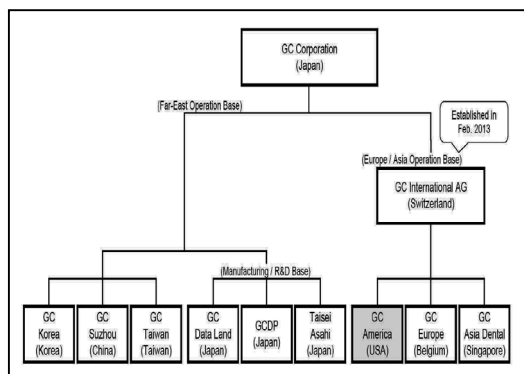 GC Corporation
(Japan)
(Far-East Operation Base)
Established in
Feb. 2013
(Europe / Asia Operation Base)
GC International AG
(Switzerland)
(Manufacturing / R&D Base)
GC
Korea
(Korea)
GC
Suzhou
(China)
GC
Taiwan
(Taiwan)
GC
Data Land
(Japan)
GCDP
(Japan)
Taisei
Asahi
(Japan)
GC
America
(USA)
GC
Europe
(Belgium)
GC
Asia Dental
(Singapore)